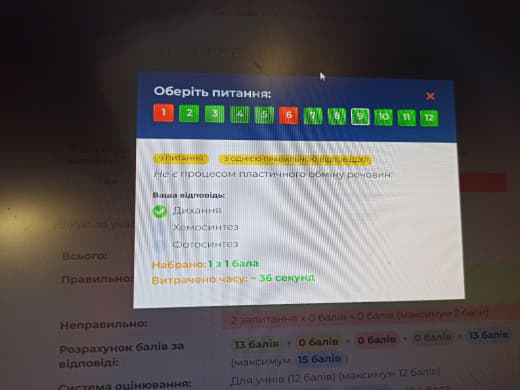 Оберіть питання:
1 2 3 4 5 6 7 8 9 10 11 12
9 ПИТАННЯ З ОДНІЄЮ ПРАВИЛЬНОЮ ВІДПОВІДДЮ
Не є процесом пластичного обміну речовин:
Ваша відповідь:
Дихання
Хемосинтез
Фотосинтез
Набрано: 1 з 1 бала
Витрачено часу: ~ 36 секунд
Всього:
Правильно:
Неправильно:
2 запитання x 0 балів = 0 балів (максимум 2 бали)
Розрахунок балів за
відповіді:
13 балів + 0 балів + 0 балів - 0 балів = 13 балів
(максимум 15 балів)
Система оцінювання:
Для учнів (12 балів) (максимум 12 балів)